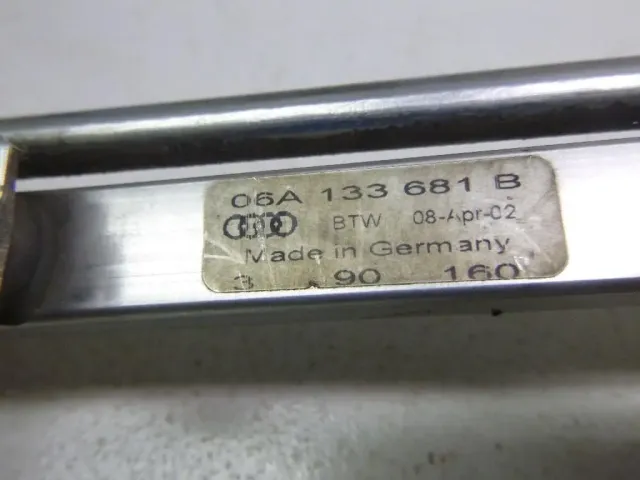 06A 133 681 B
BTW 08-Apr-02
Made in Germany
3 90 160